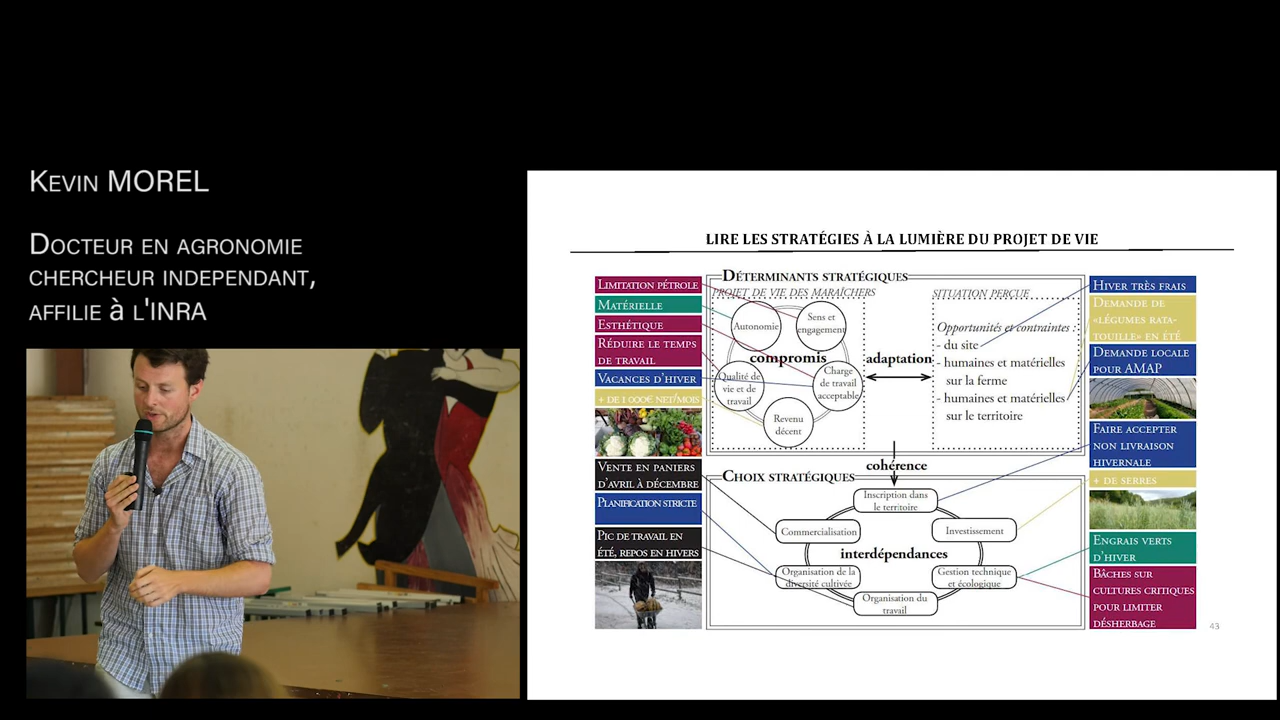 Kevin MOREL
Docteur en agronomie
chercheur independant,
affilie à l'INRA
LIRE LES STRATÉGIES À LA LUMIÈRE DU PROJET DE VIE
Limitation pétrole
Matérielle
Esthétique
Réduire le temps
de travail
Vacances d'hiver
+ de 1 000€ net/mois
Vente en paniers
d'avril à décembre
Planification stricte
Pic de travail en
été, repos en hivers
Déterminants stratégiques
PROJET DE VIE DES MARAÎCHERS
Autonomie
Sens et
engagement
compromis
Qualité de
vie et de
travail
Charge
de travail
acceptable
Revenu
décent
adaptation
SITUATION PERÇUE
Opportunités et contraintes :
- du site
- humaines et matérielles
sur la ferme
- humaines et matérielles
sur le territoire
cohérence
Choix stratégiques
Inscription dans
le territoire
Commercialisation
Investissement
interdépendances
Organisation de la
diversité cultivée
Gestion technique
et écologique
Organisation du
travail
Hiver très frais
Demande de
«légumes rata-
touille» en été
Demande locale
pour AMAP
Faire accepter
non livraison
hivernale
+ de serres
Engrais verts
d'hiver
Bâches sur
cultures critiques
pour limiter
désherbage
43